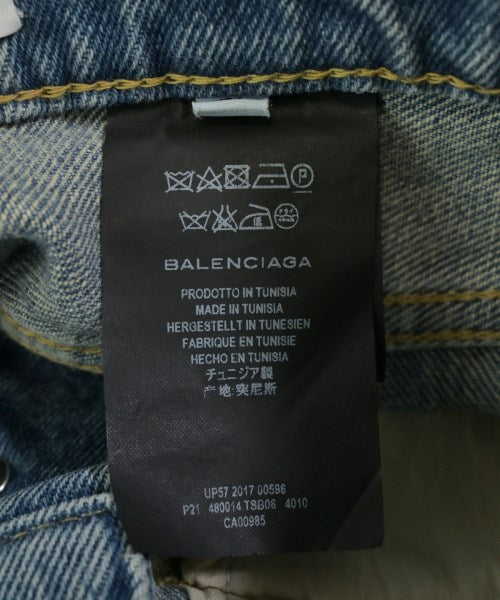 BALENCIAGA
PRODOTTO IN TUNISIA
MADE IN TUNISIA
HERGESTELLT IN TUNESIEN
FABRIQUE EN TUNISIE
HECHO EN TUNISIA
チュニジア製
产地:突尼斯
UP57 2017 00596
P21 480014 TSB06 4010
CA00985